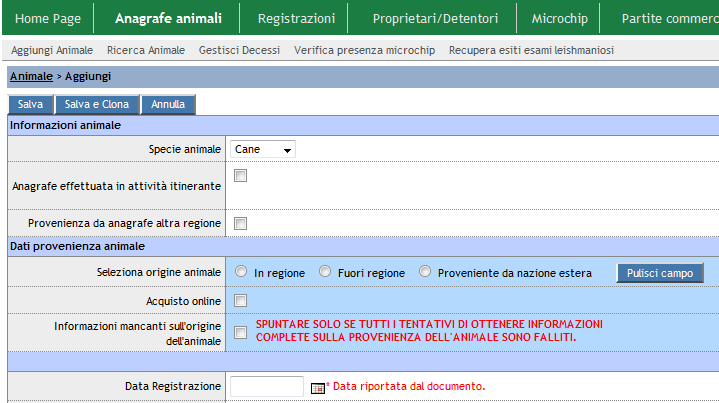 Home Page Anagrafe animali Registrazioni Proprietari/Detentori Microchip Partite commerc
Aggiungi Animale Ricerca Animale Gestisci Decessi Verifica presenza microchip Recupera esiti esami leishmaniosi
Animale > Aggiungi
Salva Salva e Clona Annulla
Informazioni animale
Specie animale Cane
Anagrafe effettuata in attività itinerante
Provenienza da anagrafe altra regione
Dati provenienza animale
Seleziona origine animale In regione Fuori regione Proveniente da nazione estera Pulisci campo
Acquisto online
Informazioni mancanti sull'origine
dell'animale
SPUNTARE SOLO SE TUTTI I TENTATIVI DI OTTENERE INFORMAZIONI
COMPLETE SULLA PROVENIENZA DELL'ANIMALE SONO FALLITI.
Data Registrazione * Data riportata dal documento.